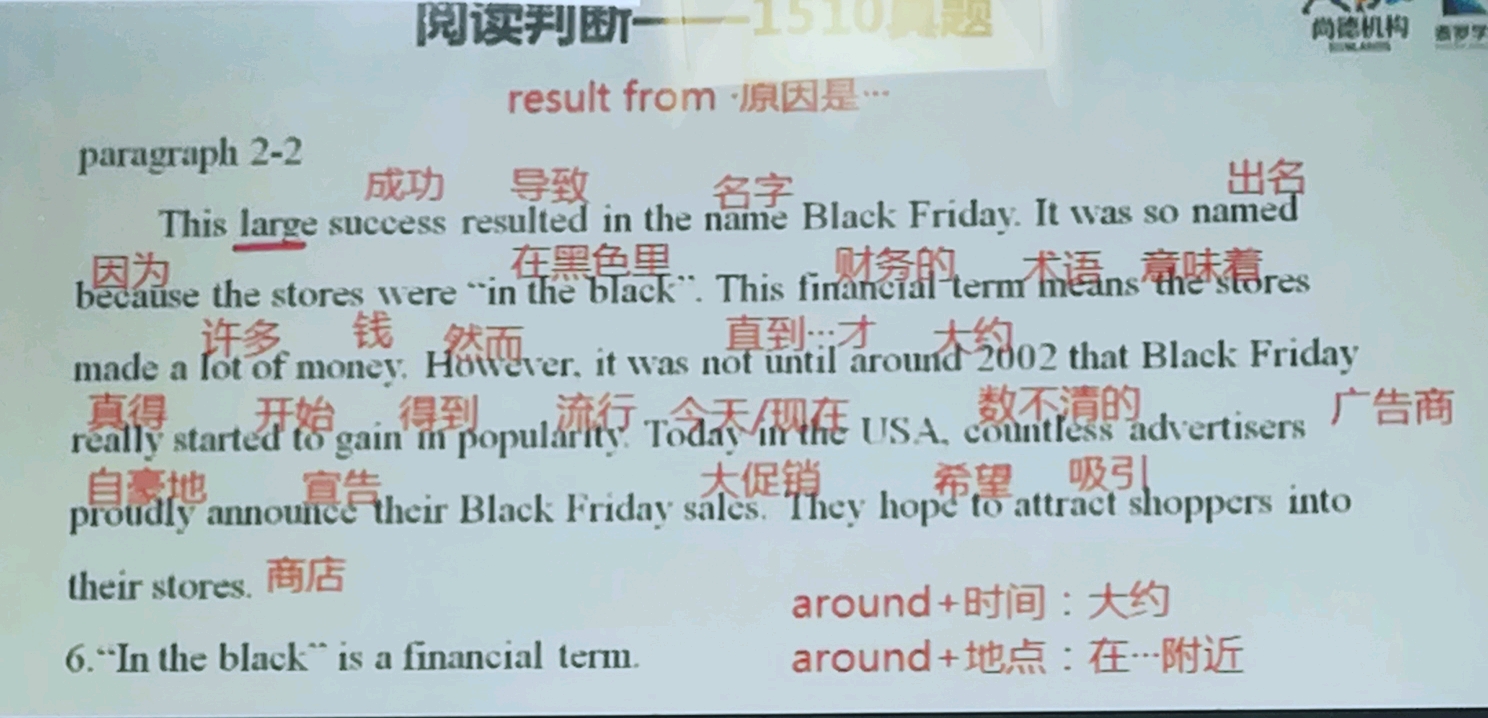 阅读判断——1510真题
尚德机构
result from ·原因是…
paragraph 2-2
成功 导致 名字 出名
This large success resulted in the name Black Friday. It was so named
因为 在黑色里 财务的 术语 意味着
because the stores were “in the black”. This financial term means the stores
许多 钱 然而 直到…才 大约
made a lot of money. However, it was not until around 2002 that Black Friday
真得 开始 得到 流行 今天/现在 数不清的 广告商
really started to gain in popularity. Today in the USA, countless advertisers
自豪地 宣告 大促销 希望 吸引
proudly announce their Black Friday sales. They hope to attract shoppers into
their stores. 商店
around+时间：大约
6.“In the black” is a financial term.
around+地点：在…附近